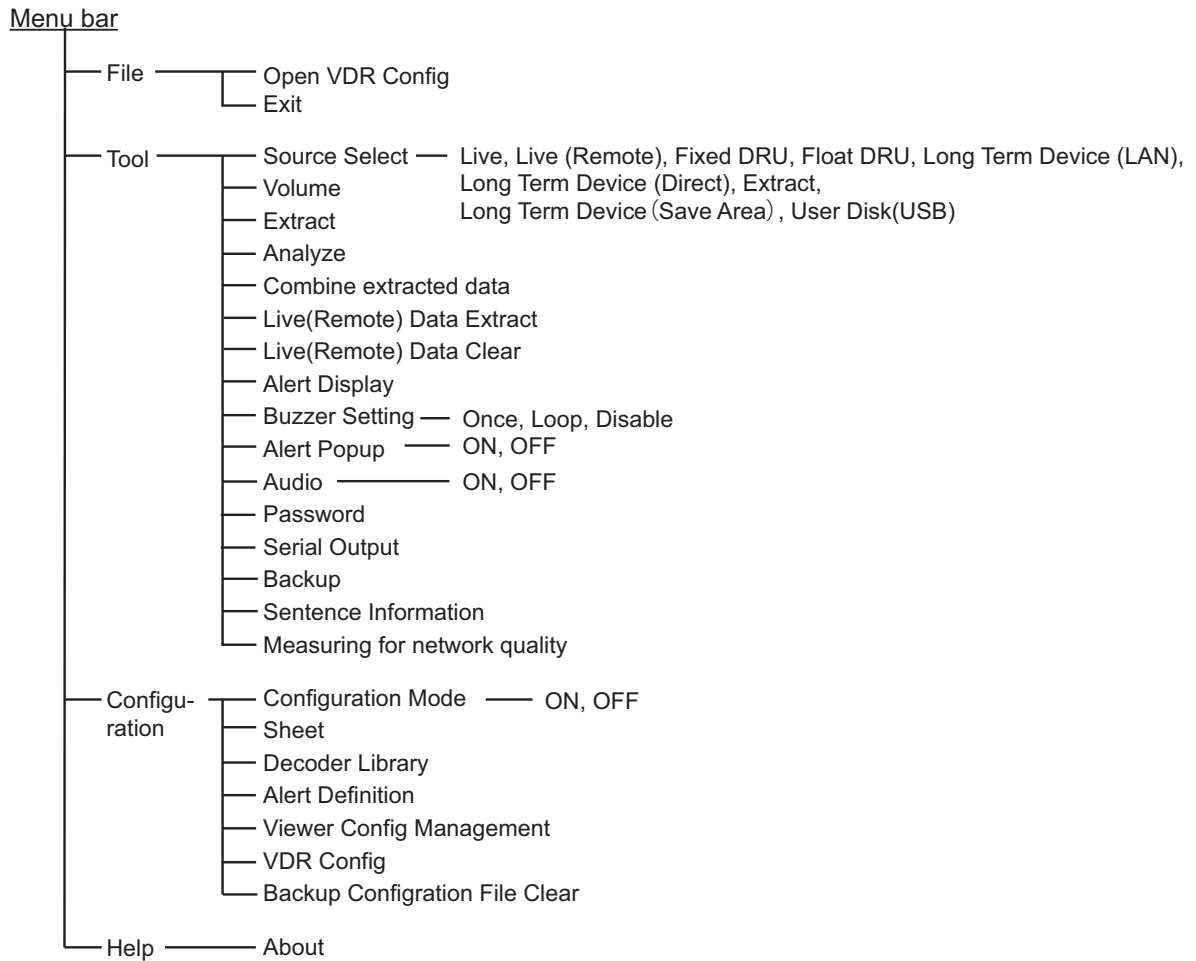 Menu bar
File
Open VDR Config
Exit
Tool
Source Select
Live, Live (Remote), Fixed DRU, Float DRU, Long Term Device (LAN),
Long Term Device (Direct), Extract,
Long Term Device（Save Area）, User Disk(USB)
Volume
Extract
Analyze
Combine extracted data
Live(Remote) Data Extract
Live(Remote) Data Clear
Alert Display
Buzzer Setting
Once, Loop, Disable
Alert Popup
ON, OFF
Audio
ON, OFF
Password
Serial Output
Backup
Sentence Information
Measuring for network quality
Configu-
ration
Configuration Mode
ON, OFF
Sheet
Decoder Library
Alert Definition
Viewer Config Management
VDR Config
Backup Configration File Clear
Help
About